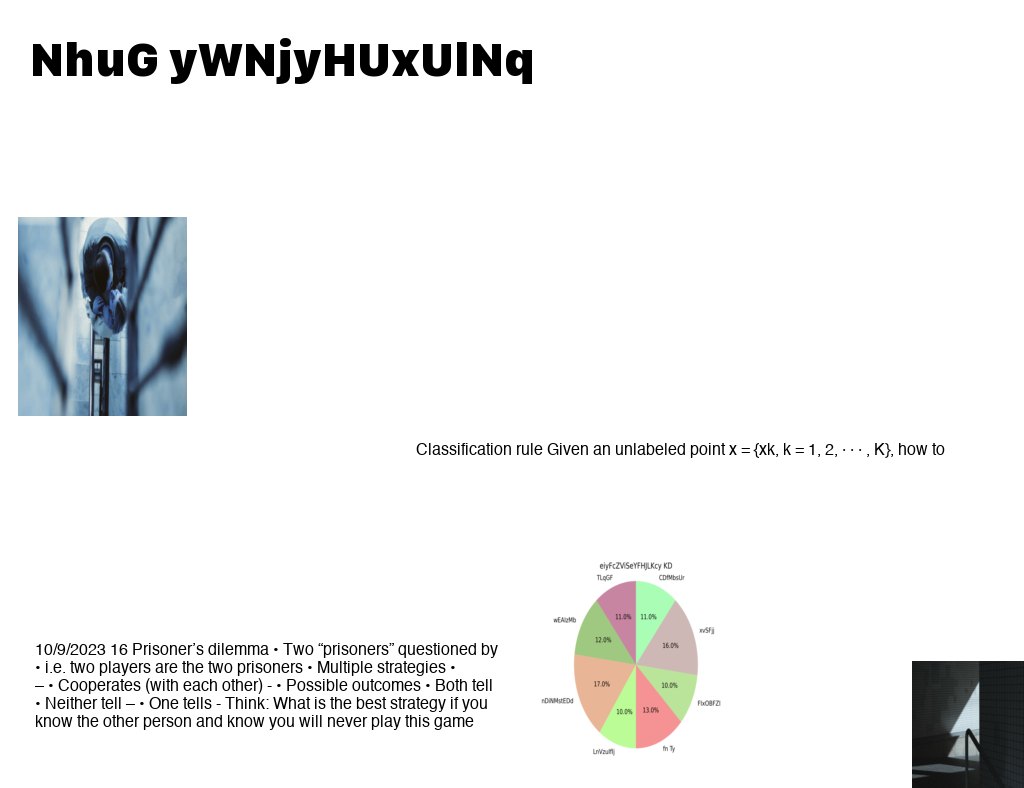 NhuG yWNjyHUxUlNq
Classification rule Given an unlabeled point x = {xk, k = 1, 2, · · · , K}, how to
eiyFcZViSeYFHJLKcy KD
TLqGF
CDfMbsUr
wEAIzMb
xvSFjj
nDiNMstEDd
FlxOBFZl
LnVzulflj
fn Ty
11.0%
11.0%
12.0%
16.0%
17.0%
10.0%
10.0%
13.0%
10/9/2023 16 Prisoner’s dilemma • Two “prisoners” questioned by
• i.e. two players are the two prisoners • Multiple strategies •
– • Cooperates (with each other) - • Possible outcomes • Both tell
• Neither tell – • One tells - Think: What is the best strategy if you
know the other person and know you will never play this game